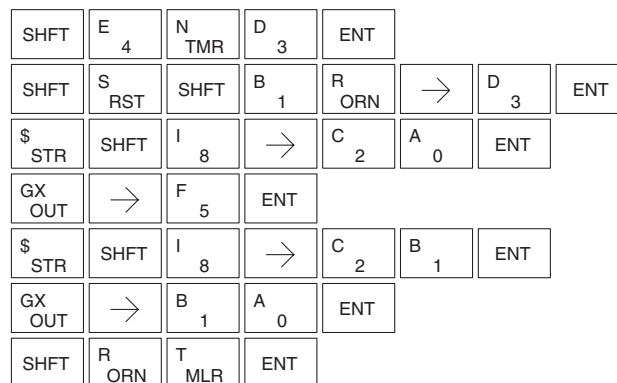 SHFT E 4 N TMR D 3 ENT
SHFT S RST SHFT B 1 R ORN → D 3 ENT
$ STR SHFT I 8 → C 2 A 0 ENT
GX OUT → F 5 ENT
$ STR SHFT I 8 → C 2 B 1 ENT
GX OUT → B 1 A 0 ENT
SHFT R ORN T MLR ENT